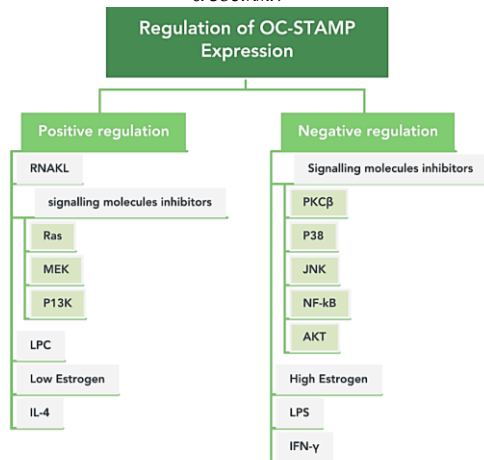 Regulation of OC-STAMP
Expression
Positive regulation
RNAKL
signalling molecules inhibitors
Ras
MEK
P13K
LPC
Low Estrogen
IL-4
Negative regulation
Signalling molecules inhibitors
PKCβ
P38
JNK
NF-kB
AKT
High Estrogen
LPS
IFN-γ